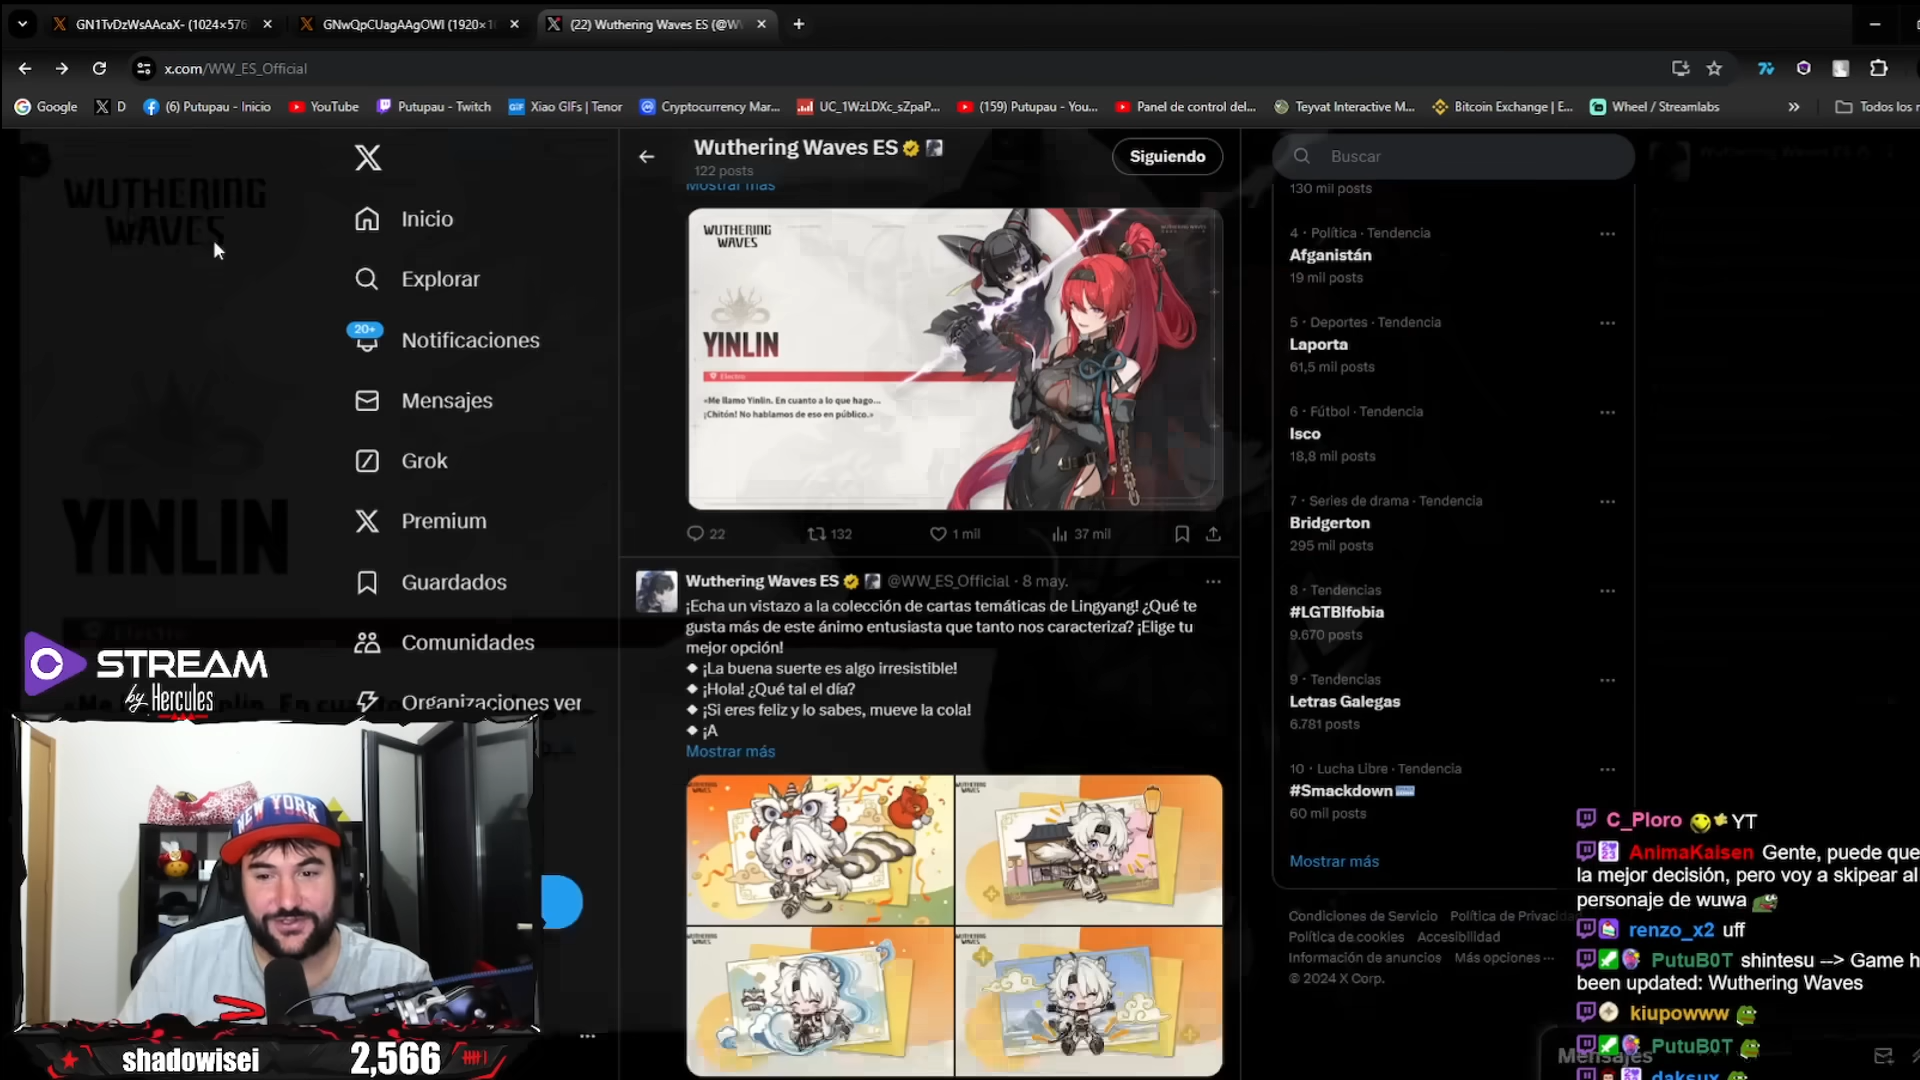 GN1TvDzWsAAcaX- (1024×576
GNwQpCUagAAgOWI (1920×1
(22) Wuthering Waves ES (@W
x.com/WW_ES_Official
Google
D
(6) Putupau - Inicio
YouTube
Putupau - Twitch
Xiao GIFs | Tenor
Cryptocurrency Mar...
UC_1WzLDXc_sZpaP...
(159) Putupau - You...
Panel de control del...
Teyvat Interactive M...
Bitcoin Exchange | E...
Wheel / Streamlabs
Todos los
WUTHERING
WAVES
YINLIN
Inicio
Explorar
20+
Notificaciones
Mensajes
Grok
Premium
Guardados
Comunidades
Organizaciones ver
Wuthering Waves ES
122 posts
Siguiendo
Mostrar más
WUTHERING
WAVES
YINLIN
Electro
«Me llamo Yinlin. En cuanto a lo que hago...
¡Chitón! No hablamos de eso en público.»
22
132
1 mil
37 mil
Wuthering Waves ES @WW_ES_Official · 8 may.
¡Echa un vistazo a la colección de cartas temáticas de Lingyang! ¿Qué te
gusta más de este ánimo entusiasta que tanto nos caracteriza? ¡Elige tu
mejor opción!
◆ ¡La buena suerte es algo irresistible!
◆ ¡Hola! ¿Qué tal el día?
◆ ¡Si eres feliz y lo sabes, mueve la cola!
◆ ¡A
Mostrar más
Buscar
130 mil posts
4 · Política · Tendencia
Afganistán
19 mil posts
5 · Deportes · Tendencia
Laporta
61,5 mil posts
6 · Fútbol · Tendencia
Isco
18,8 mil posts
7 · Series de drama · Tendencia
Bridgerton
295 mil posts
8 · Tendencias
#LGTBIfobia
9.670 posts
9 · Tendencias
Letras Galegas
6.781 posts
10 · Lucha Libre · Tendencia
#Smackdown
60 mil posts
Mostrar más
Condiciones de Servicio Política de Privacida
Política de cookies Accesibilidad
Información de anuncios Más opciones ···
© 2024 X Corp.
C_Ploro YT
AnimaKaisen Gente, puede que
la mejor decisión, pero voy a skipear al
personaje de wuwa
renzo_x2 uff
PutuB0T shintesu --> Game h
been updated: Wuthering Waves
kiupowww
PutuB0T
daksux
Mensajes
STREAM
by Hercules
NEW YORK
shadowisei
2,566